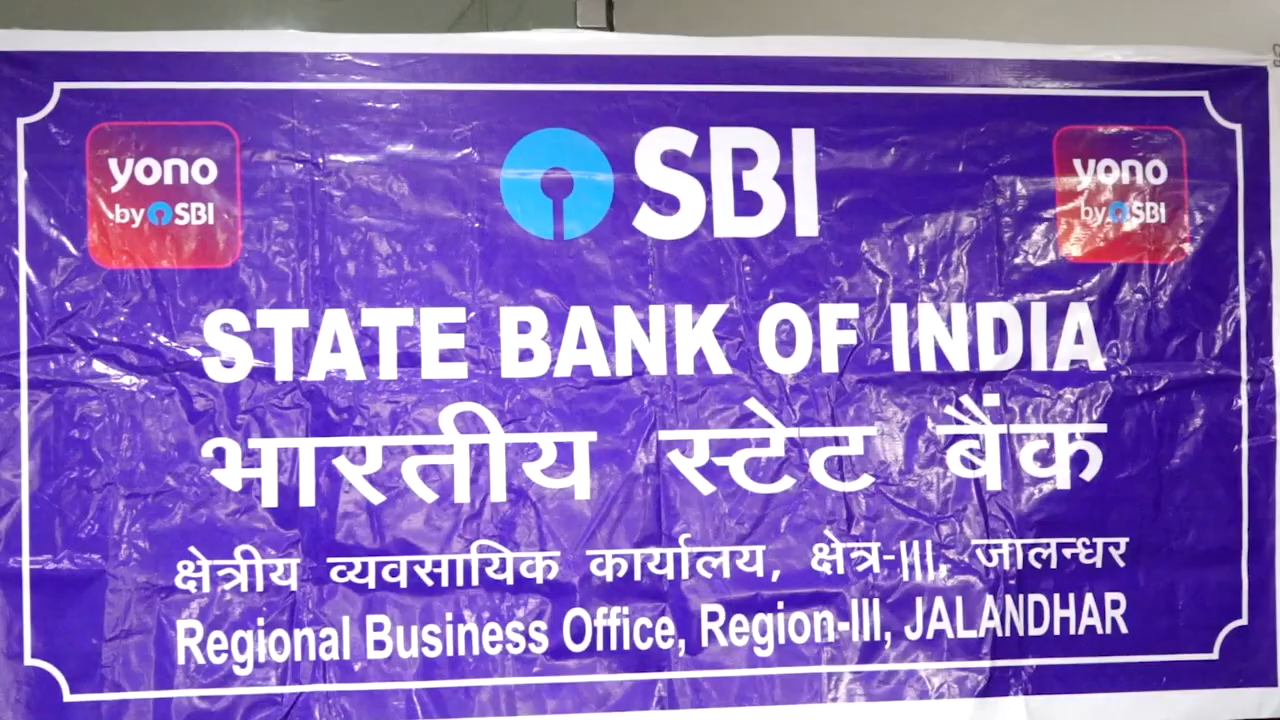 yono
by SBI
SBI
yono
by SBI
STATE BANK OF INDIA
भारतीय स्टेट बैंक
क्षेत्रीय व्यवसायिक कार्यालय, क्षेत्र-III, जालन्धर
Regional Business Office, Region-III, JALANDHAR